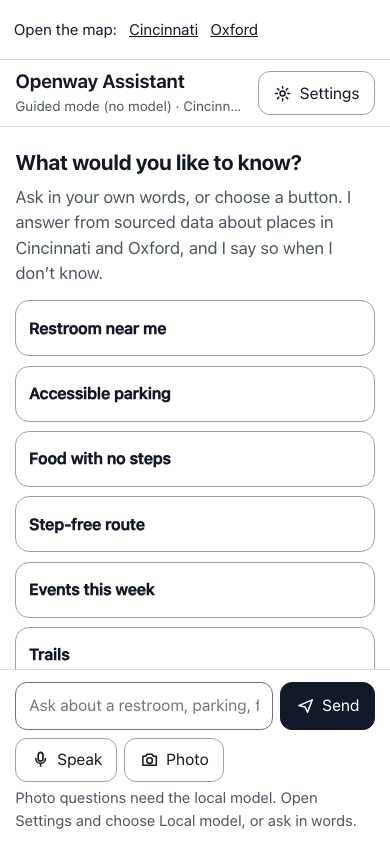 Open the map: Cincinnati Oxford
Openway Assistant
Guided mode (no model) · Cincinn...
Settings
What would you like to know?
Ask in your own words, or choose a button. I
answer from sourced data about places in
Cincinnati and Oxford, and I say so when I
don’t know.
Restroom near me
Accessible parking
Food with no steps
Step-free route
Events this week
Trails
Ask about a restroom, parking, f
Send
Speak
Photo
Photo questions need the local model. Open
Settings and choose Local model, or ask in words.